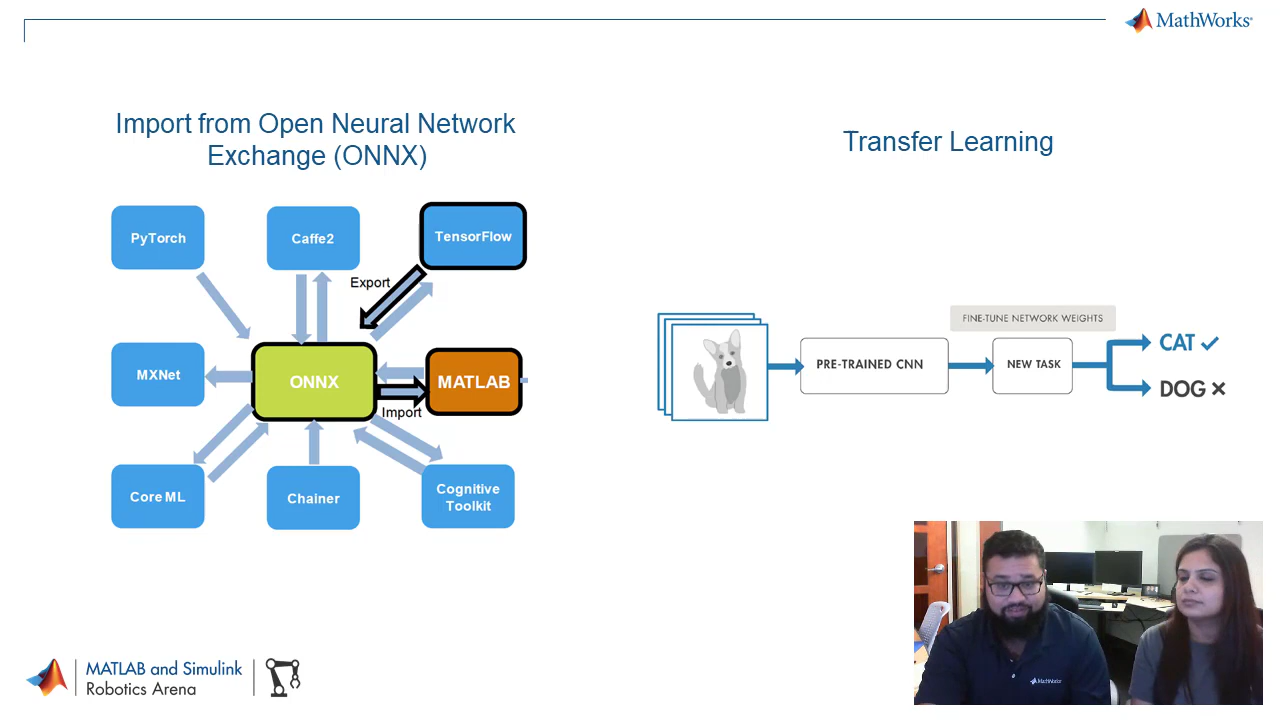 MathWorks®
Import from Open Neural Network
Exchange (ONNX)
Transfer Learning
PyTorch
Caffe2
TensorFlow
Export
MXNet
ONNX
MATLAB
Import
Core ML
Chainer
Cognitive
Toolkit
FINE-TUNE NETWORK WEIGHTS
PRE-TRAINED CNN
NEW TASK
CAT ✓
DOG ×
MathWorks
MATLAB and Simulink
Robotics Arena